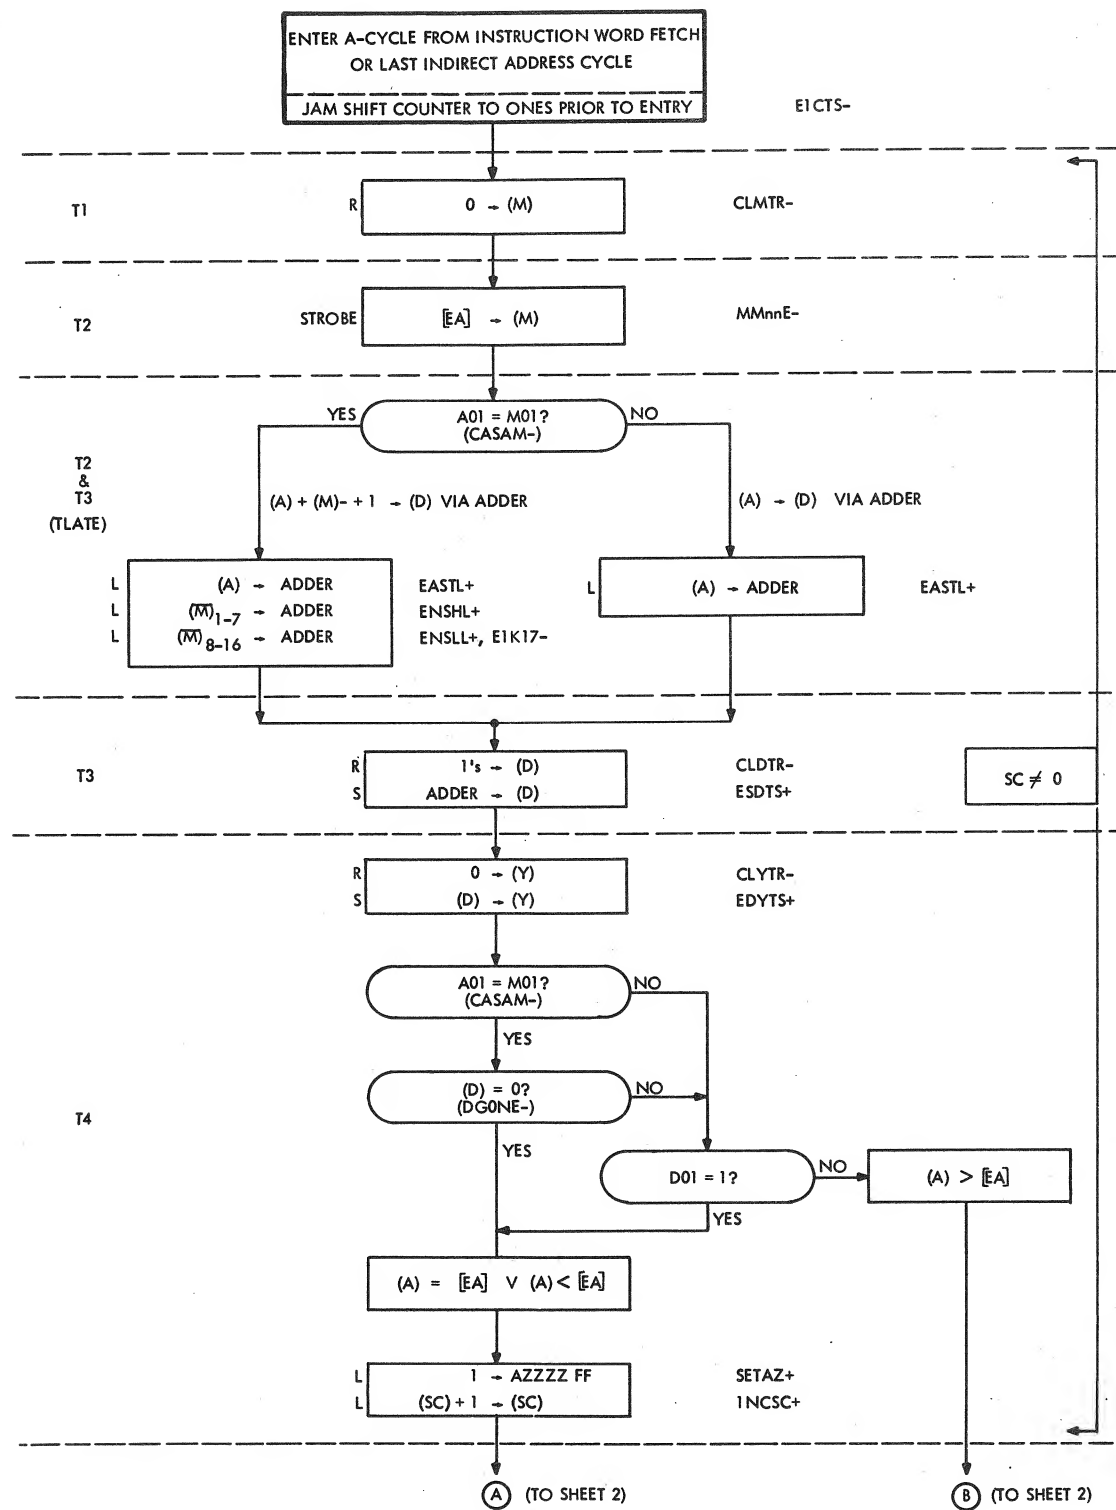 ENTER A-CYCLE FROM INSTRUCTION WORD FETCH
OR LAST INDIRECT ADDRESS CYCLE
JAM SHIFT COUNTER TO ONES PRIOR TO ENTRY
E1CTS-
T1
R
0 → (M)
CLMTR-
T2
STROBE
[EA] → (M)
MMnnE-
YES
A01 = M01?
(CASAM-)
NO
T2
&
T3
(TLATE)
(A) + (M)- + 1 → (D) VIA ADDER
(A) → (D) VIA ADDER
L
(A) → ADDER
EASTL+
L
(M̅)1-7 → ADDER
ENSHL+
L
(M̅)8-16 → ADDER
ENSLL+, E1K17-
L
(A) → ADDER
EASTL+
T3
R
1's → (D)
CLDTR-
S
ADDER → (D)
ESDTS+
SC ≠ 0
R
0 → (Y)
CLYTR-
S
(D) → (Y)
EDYTS+
A01 = M01?
(CASAM-)
NO
YES
T4
(D) = 0?
(DG0NE-)
NO
YES
D01 = 1?
NO
(A) > [EA]
YES
(A) = [EA] V (A) < [EA]
L
1 → AZZZZ FF
SETAZ+
L
(SC) + 1 → (SC)
1NCSC+
A (TO SHEET 2)
B (TO SHEET 2)